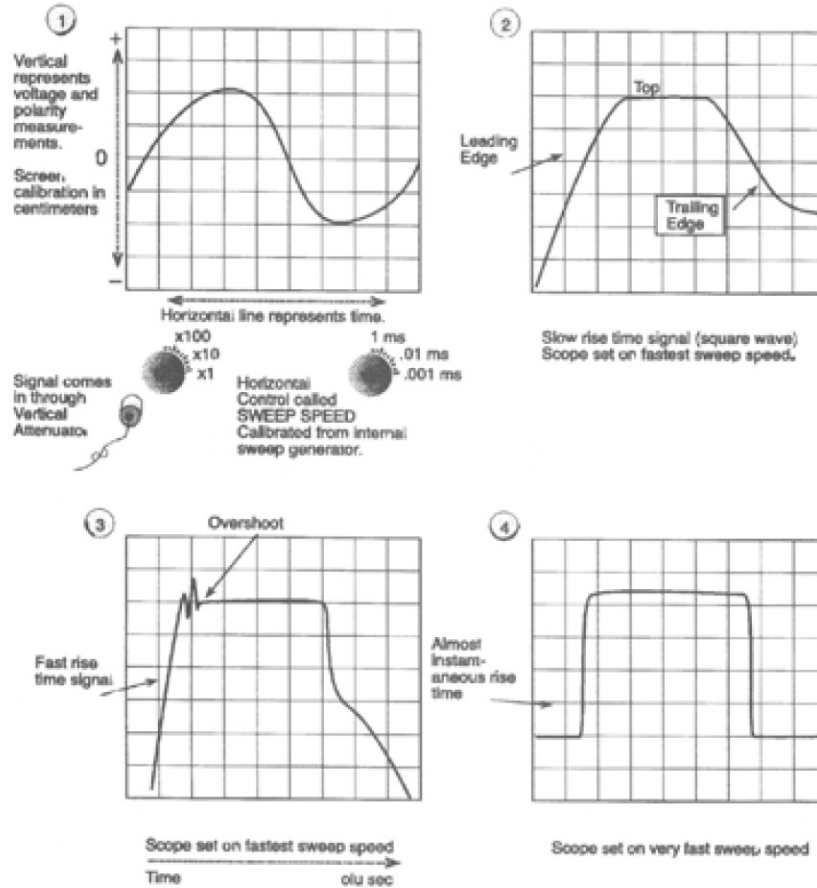 1
+
Vertical
represents
voltage and
polarity
measure-
ments.
0
Screen
calibration in
centimeters
−
Horizontal line represents time.
x100
x10
x1
1 ms
.01 ms
.001 ms
Signal comes
in through
Vertical
Attenuator
Horizontal
Control called
SWEEP SPEED
Calibrated from internal
sweep generator.
2
Top
Leading
Edge
Trailing
Edge
Slow rise time signal (square wave)
Scope set on fastest sweep speed.
3
Overshoot
Fast rise
time signal
Scope set on fastest sweep speed
Time
olu sec
4
Almost
instant-
aneous rise
time
Scope set on very fast sweep speed